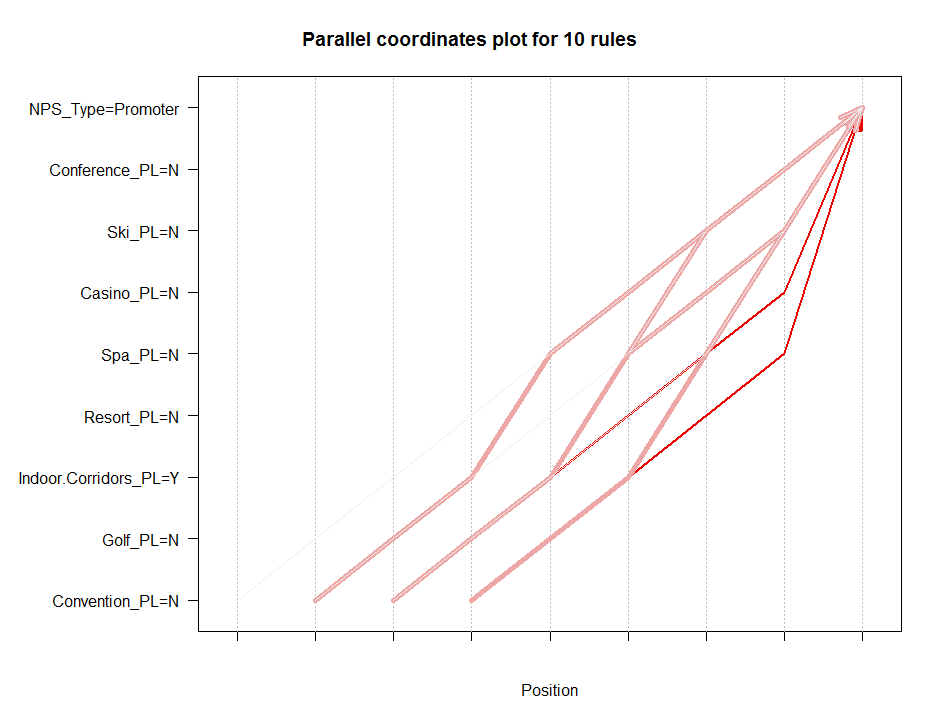 Parallel coordinates plot for 10 rules
NPS_Type=Promoter
Conference_PL=N
Ski_PL=N
Casino_PL=N
Spa_PL=N
Resort_PL=N
Indoor.Corridors_PL=Y
Golf_PL=N
Convention_PL=N
Position